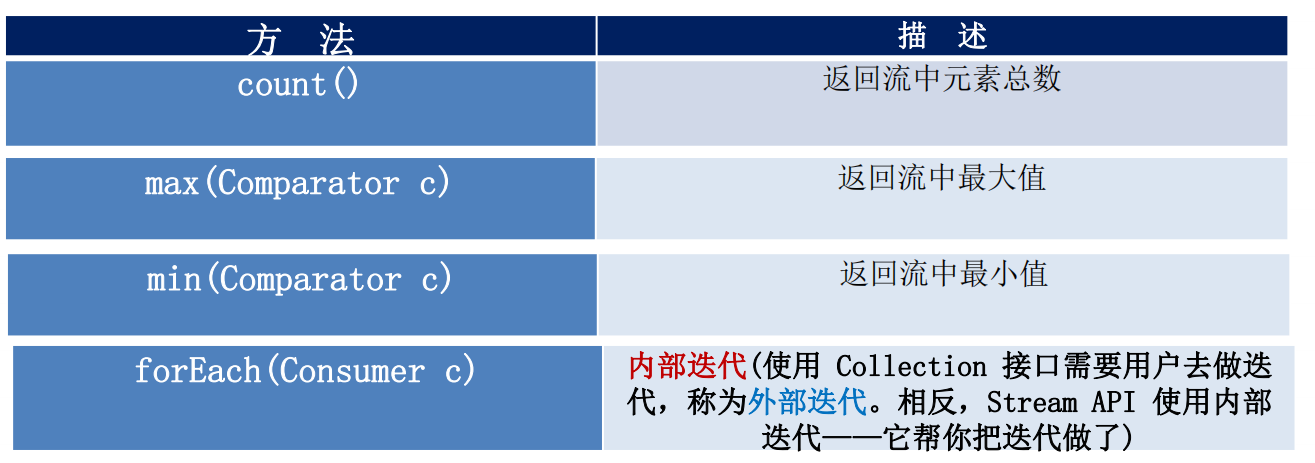 方 法 描 述
count() 返回流中元素总数
max(Comparator c) 返回流中最大值
min(Comparator c) 返回流中最小值
forEach(Consumer c) 内部迭代(使用 Collection 接口需要用户去做迭
代，称为外部迭代。相反，Stream API 使用内部
迭代——它帮你把迭代做了)